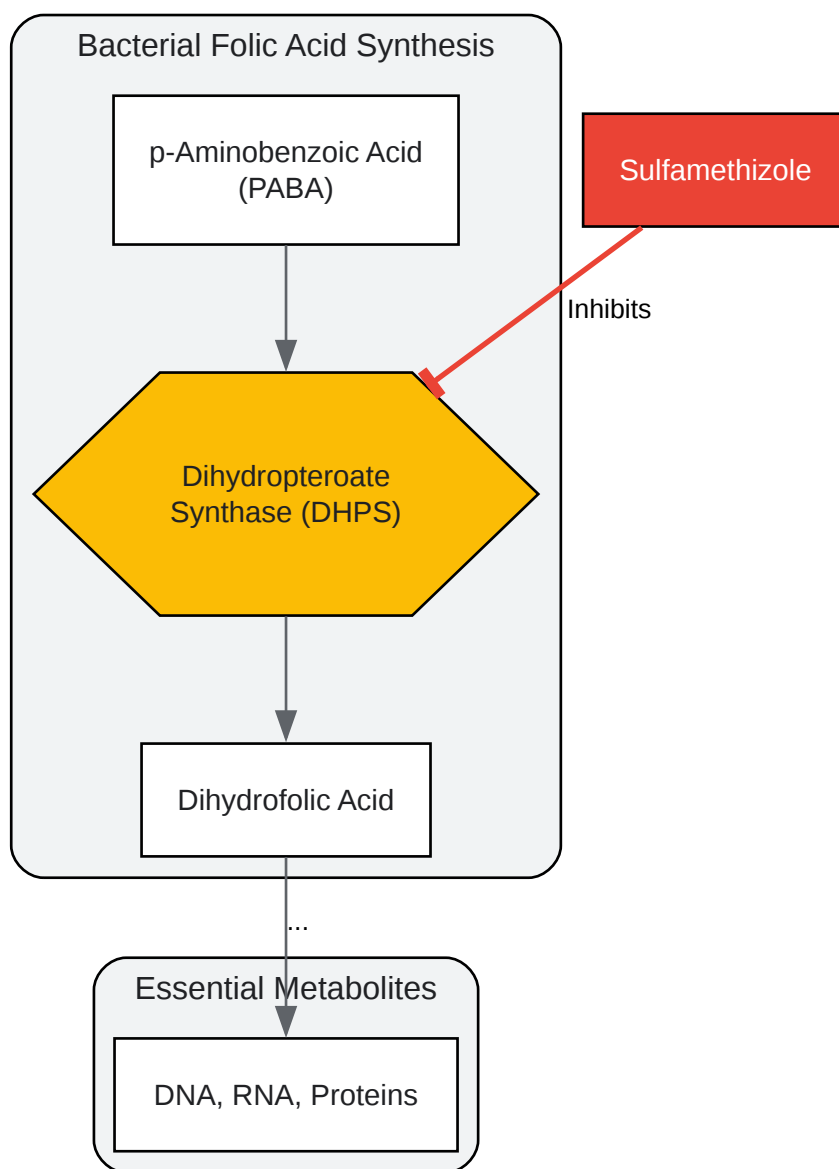 Bacterial Folic Acid Synthesis
p-Aminobenzoic Acid
(PABA)
Sulfamethizole
Inhibits
Dihydropteroate
Synthase (DHPS)
Dihydrofolic Acid
...
Essential Metabolites
DNA, RNA, Proteins